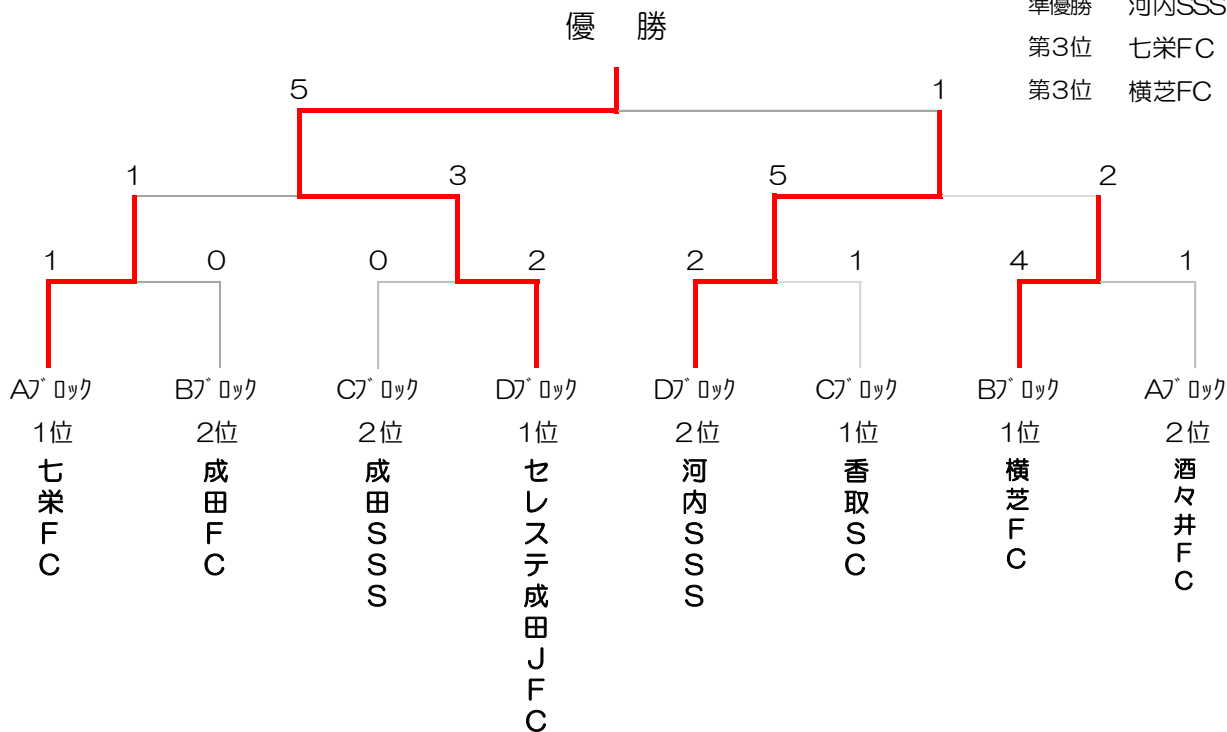 優 勝
準優勝 河内SSS
第3位 七栄FC
第3位 横芝FC
5 1
1 3 5 2
1 0 0 2 2 1 4 1
Aﾌﾞﾛｯｸ Bﾌﾞﾛｯｸ Cﾌﾞﾛｯｸ Dﾌﾞﾛｯｸ Dﾌﾞﾛｯｸ Cﾌﾞﾛｯｸ Bﾌﾞﾛｯｸ Aﾌﾞﾛｯｸ
1位 2位 2位 1位 2位 1位 1位 2位
七栄FC
成田FC
成田SSS
セレステ成田JFC
河内SSS
香取SC
横芝FC
酒々井FC